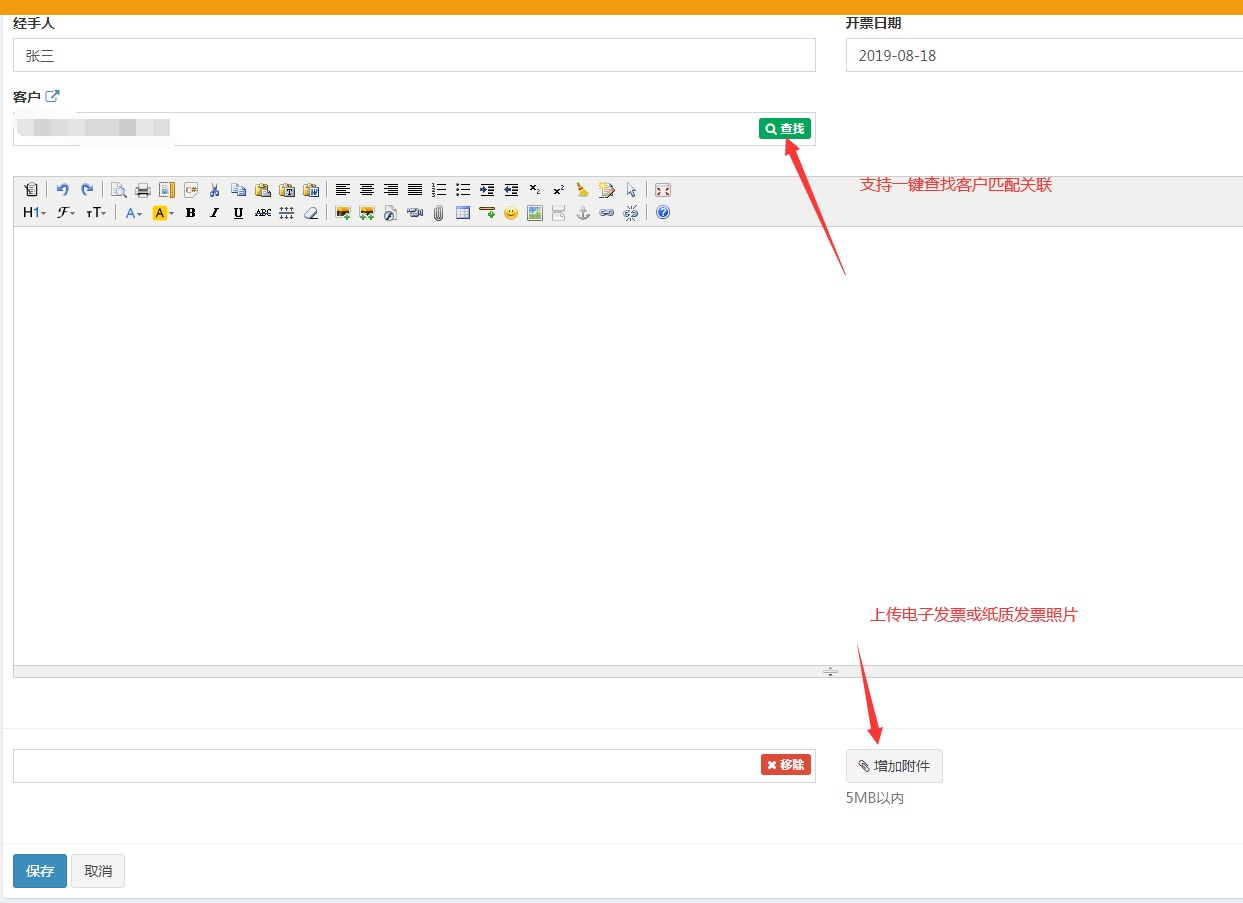 经手人
开票日期
张三
2019-08-18
客户
查找
支持一键查找客户匹配关联
H1 F тT A A B I U ABC
上传电子发票或纸质发票照片
移除
增加附件
5MB以内
保存 取消